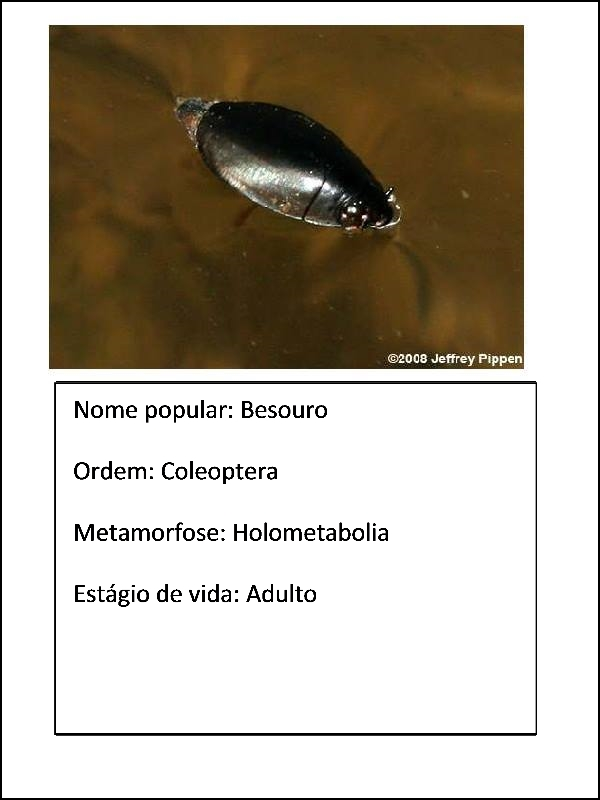 ©2008 Jeffrey Pippen
Nome popular: Besouro
Ordem: Coleoptera
Metamorfose: Holometabolia
Estágio de vida: Adulto